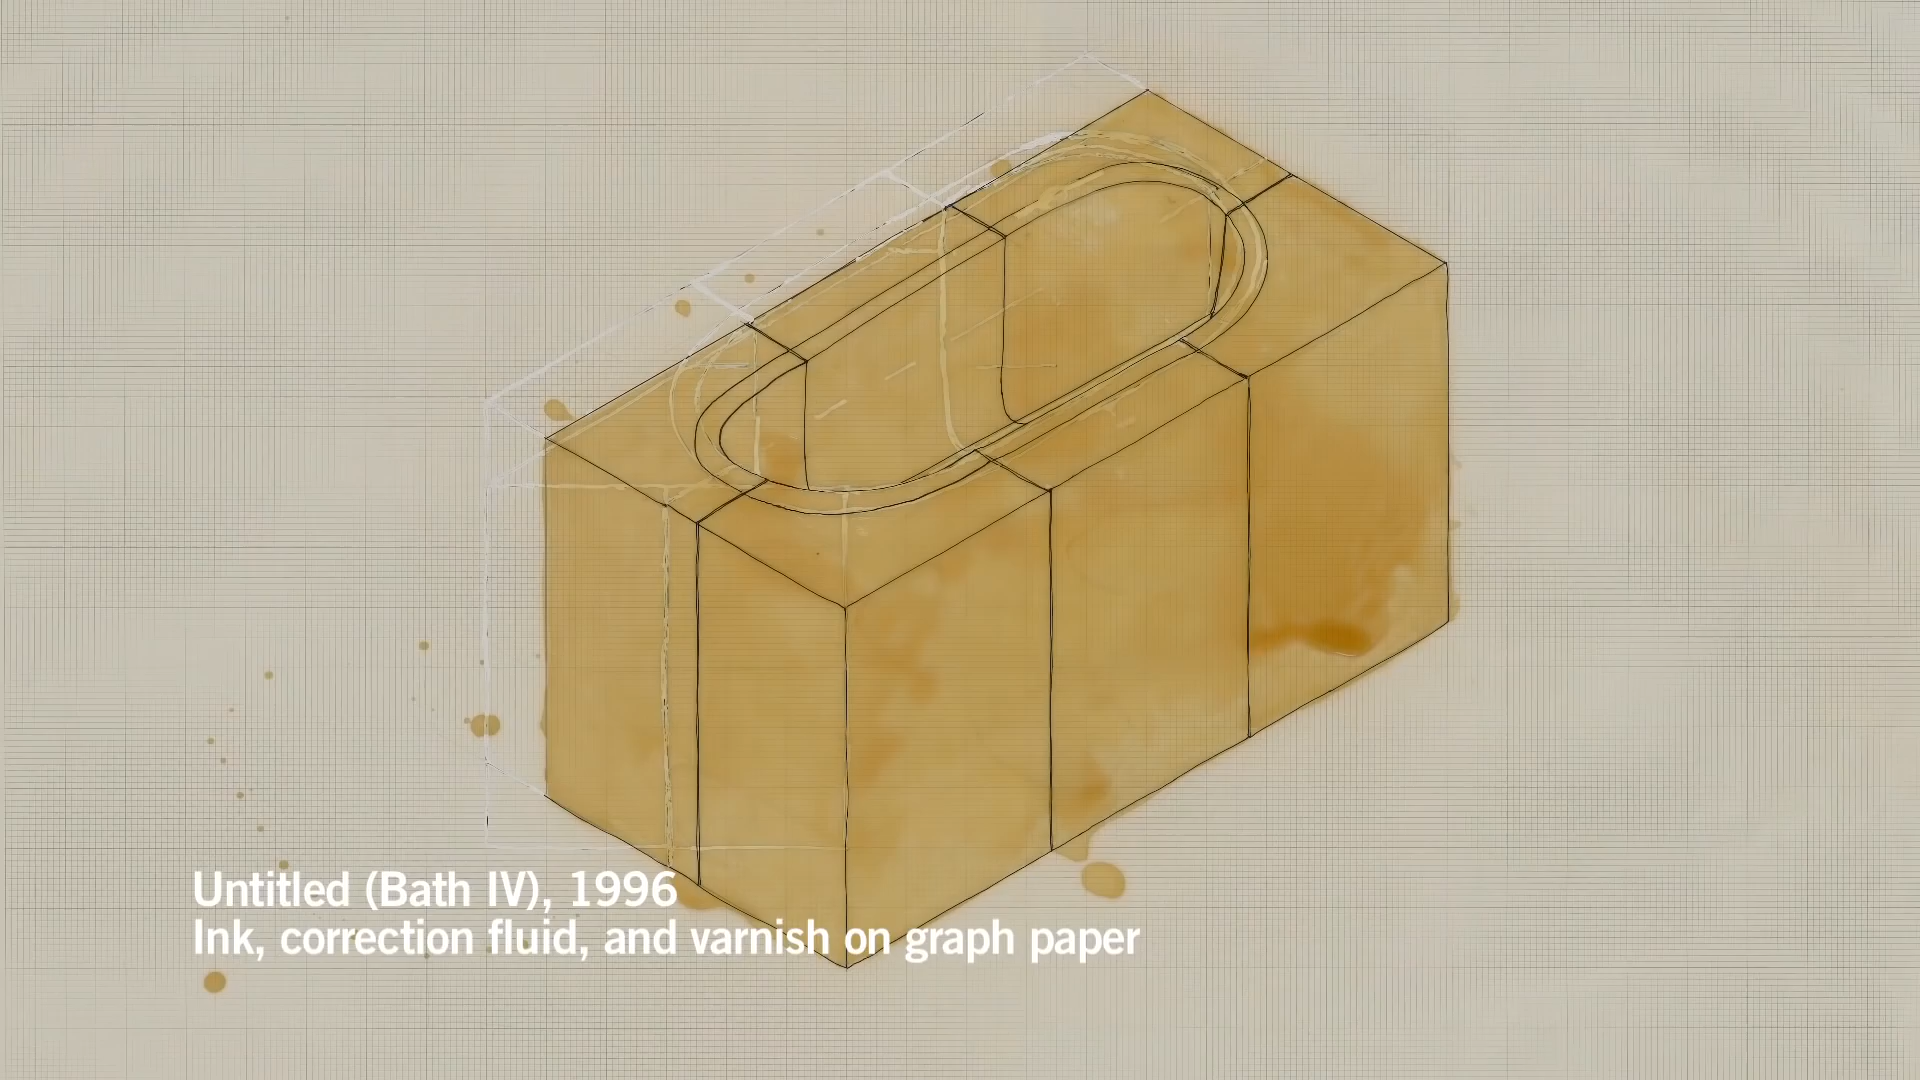 Untitled (Bath IV), 1996
Ink, correction fluid, and varnish on graph paper